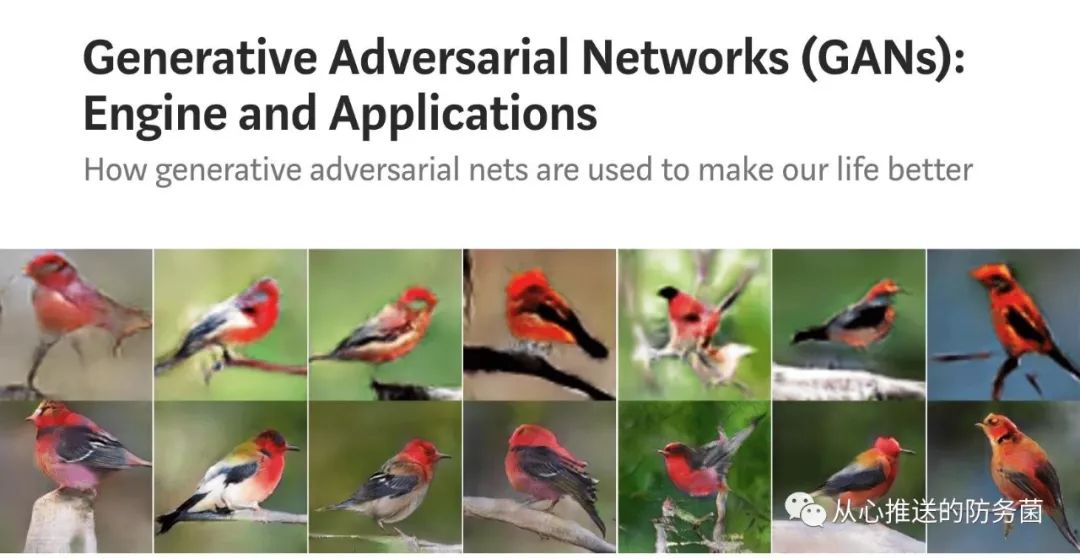 Generative Adversarial Networks (GANs):
Engine and Applications
How generative adversarial nets are used to make our life better
从心推送的防务菌